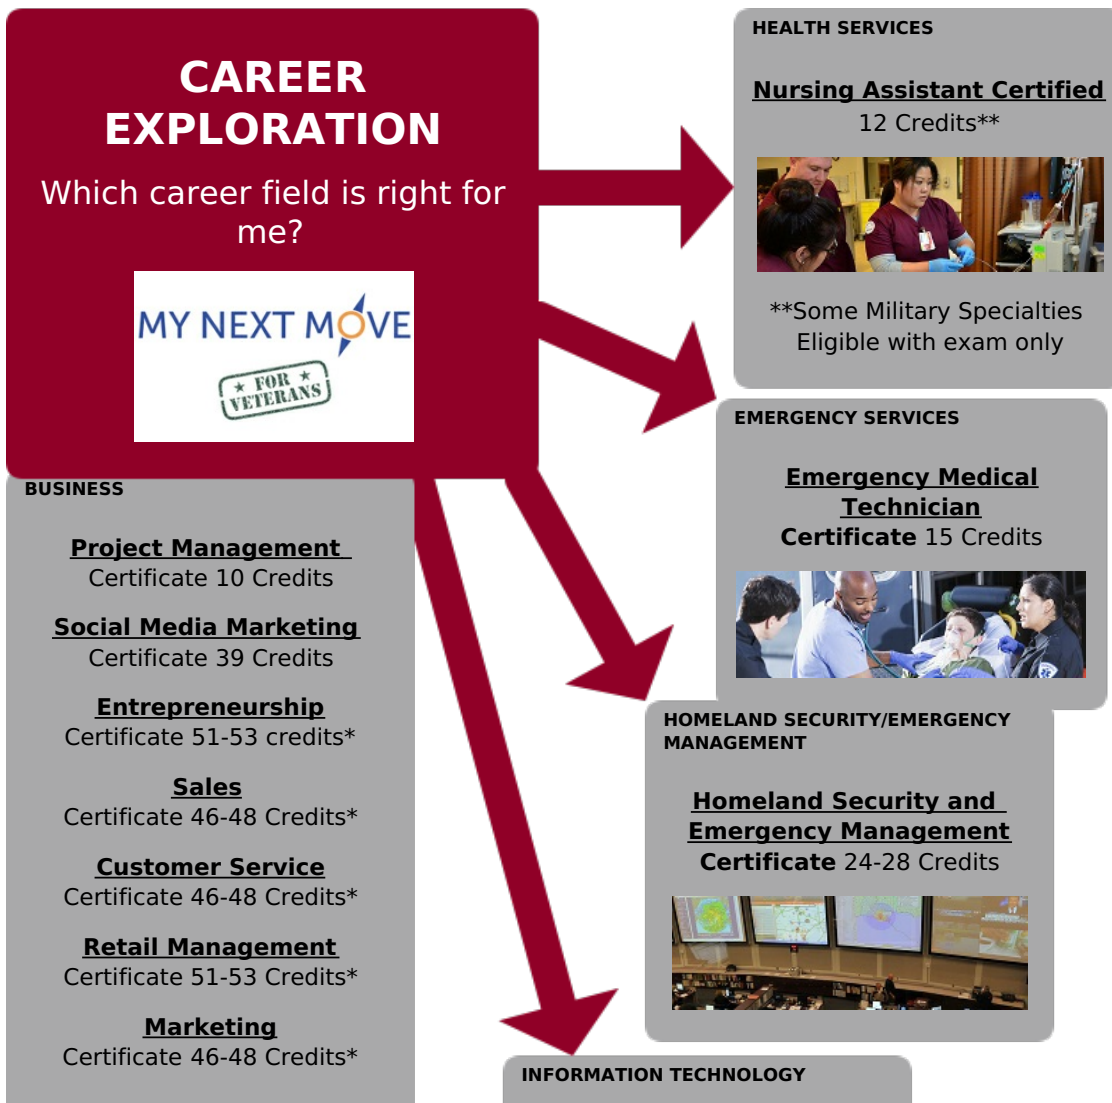 CAREER
EXPLORATION
Which career field is right for
me?
MY NEXT MOVE
FOR
VETERANS
BUSINESS
Project Management
Certificate 10 Credits
Social Media Marketing
Certificate 39 Credits
Entrepreneurship
Certificate 51-53 credits*
Sales
Certificate 46-48 Credits*
Customer Service
Certificate 46-48 Credits*
Retail Management
Certificate 51-53 Credits*
Marketing
Certificate 46-48 Credits*
HEALTH SERVICES
Nursing Assistant Certified
12 Credits**
**Some Military Specialties
Eligible with exam only
EMERGENCY SERVICES
Emergency Medical
Technician
Certificate 15 Credits
HOMELAND SECURITY/EMERGENCY
MANAGEMENT
Homeland Security and
Emergency Management
Certificate 24-28 Credits
INFORMATION TECHNOLOGY